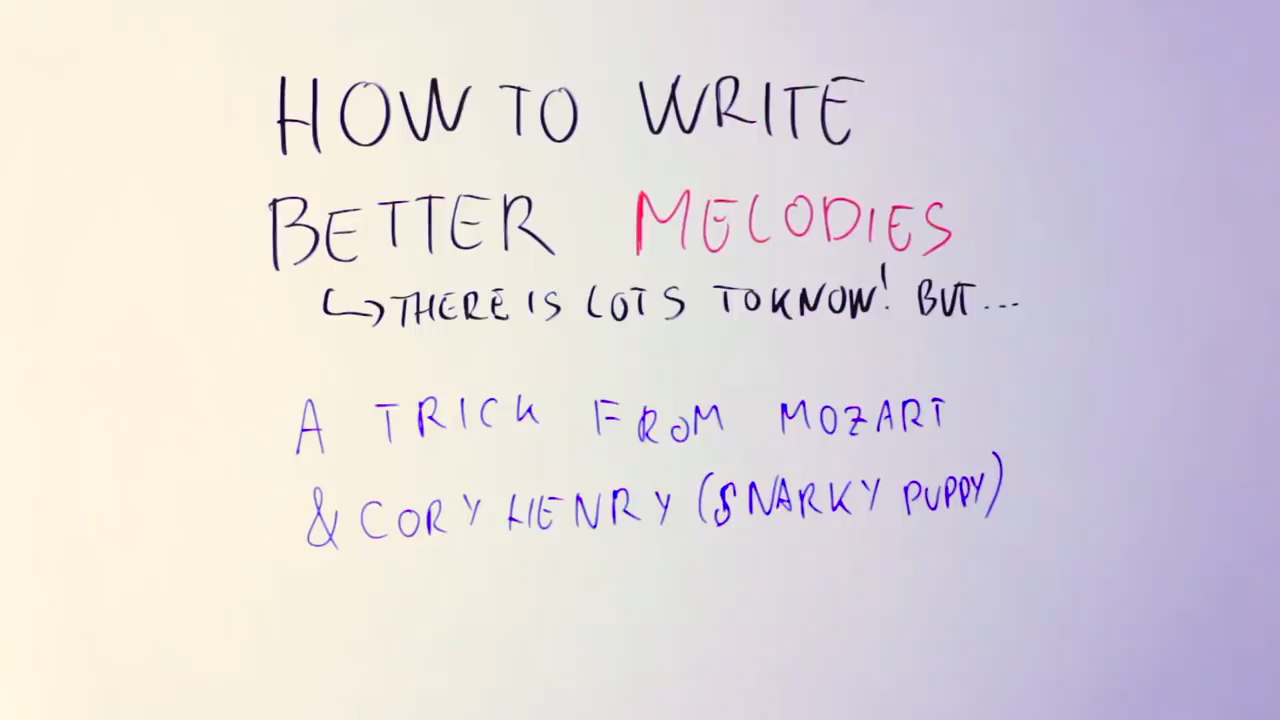 HOW TO WRITE
BETTER MELODIES
↳ THERE IS LOTS TO KNOW! BUT...
A TRICK FROM MOZART
& CORY HENRY (SNARKY PUPPY)